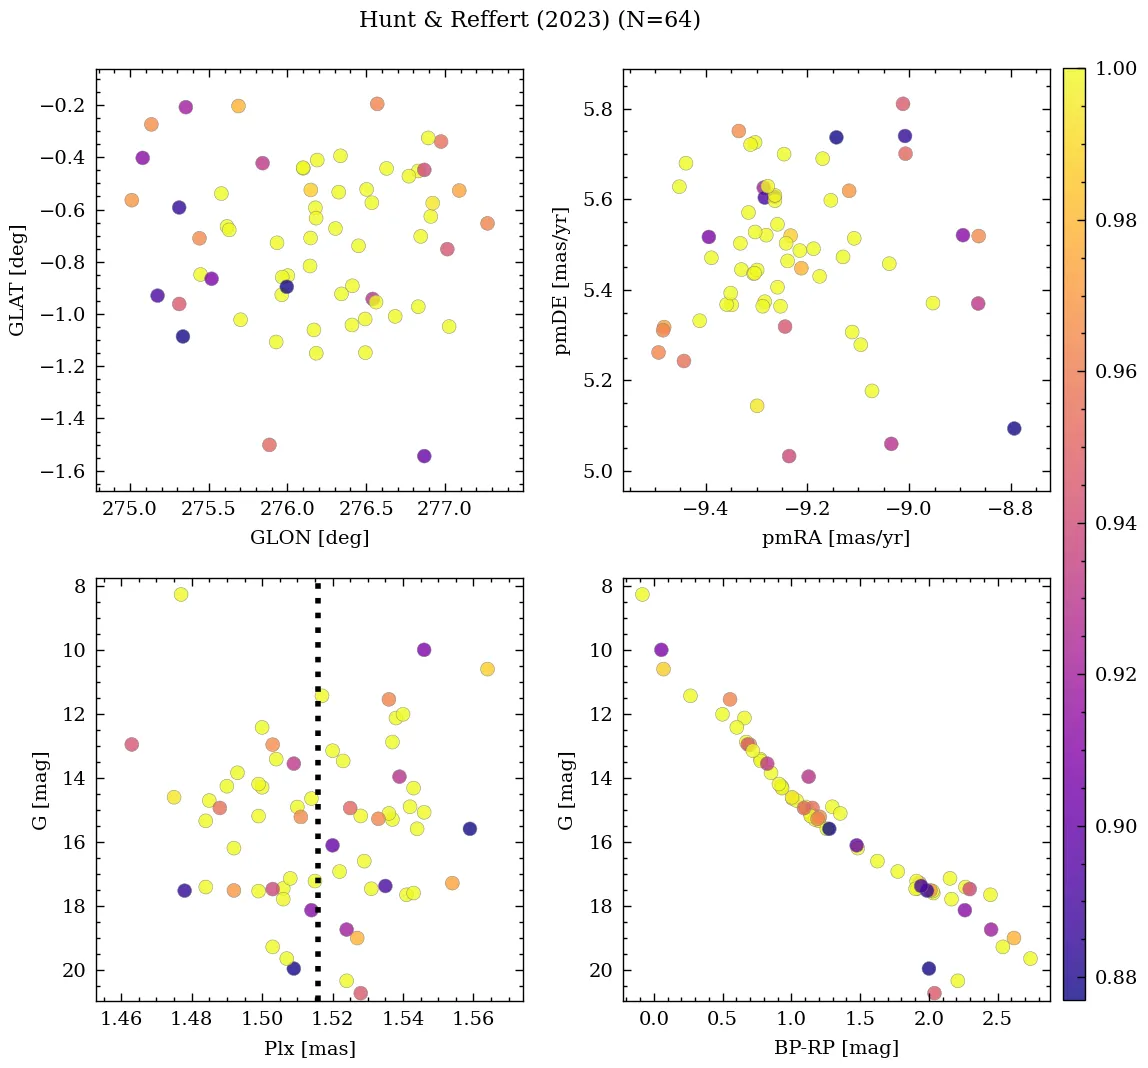 Hunt & Reffert (2023) (N=64)
−0.2
−0.4
−0.6
−0.8
−1.0
−1.2
−1.4
−1.6
GLAT [deg]
275.0 275.5 276.0 276.5 277.0
GLON [deg]
5.8
5.6
5.4
5.2
5.0
pmDE [mas/yr]
−9.4 −9.2 −9.0 −8.8
pmRA [mas/yr]
8
10
12
14
16
18
20
G [mag]
1.46 1.48 1.50 1.52 1.54 1.56
Plx [mas]
8
10
12
14
16
18
20
G [mag]
0.0 0.5 1.0 1.5 2.0 2.5
BP-RP [mag]
1.00
0.98
0.96
0.94
0.92
0.90
0.88